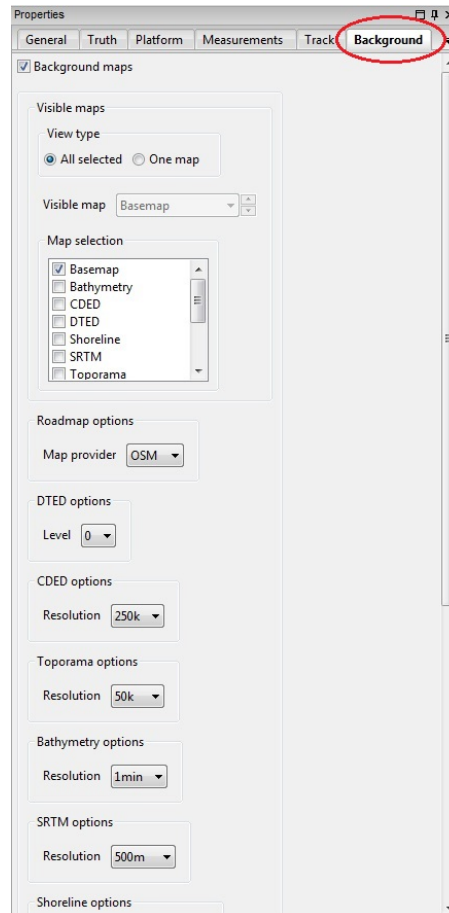 Properties
General Truth Platform Measurements Track Background
Background maps
Visible maps
View type
All selected One map
Visible map Basemap
Map selection
Basemap
Bathymetry
CDED
DTED
Shoreline
SRTM
Toporama
Roadmap options
Map provider OSM
DTED options
Level 0
CDED options
Resolution 250k
Toporama options
Resolution 50k
Bathymetry options
Resolution 1min
SRTM options
Resolution 500m
Shoreline options